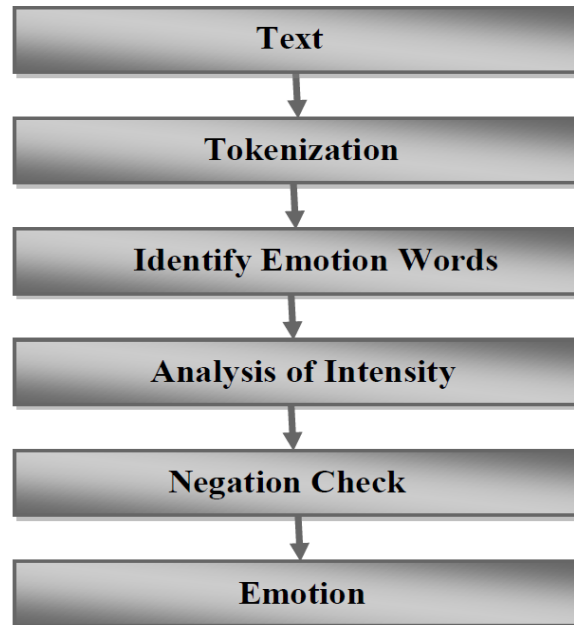 Text
Tokenization
Identify Emotion Words
Analysis of Intensity
Negation Check
Emotion